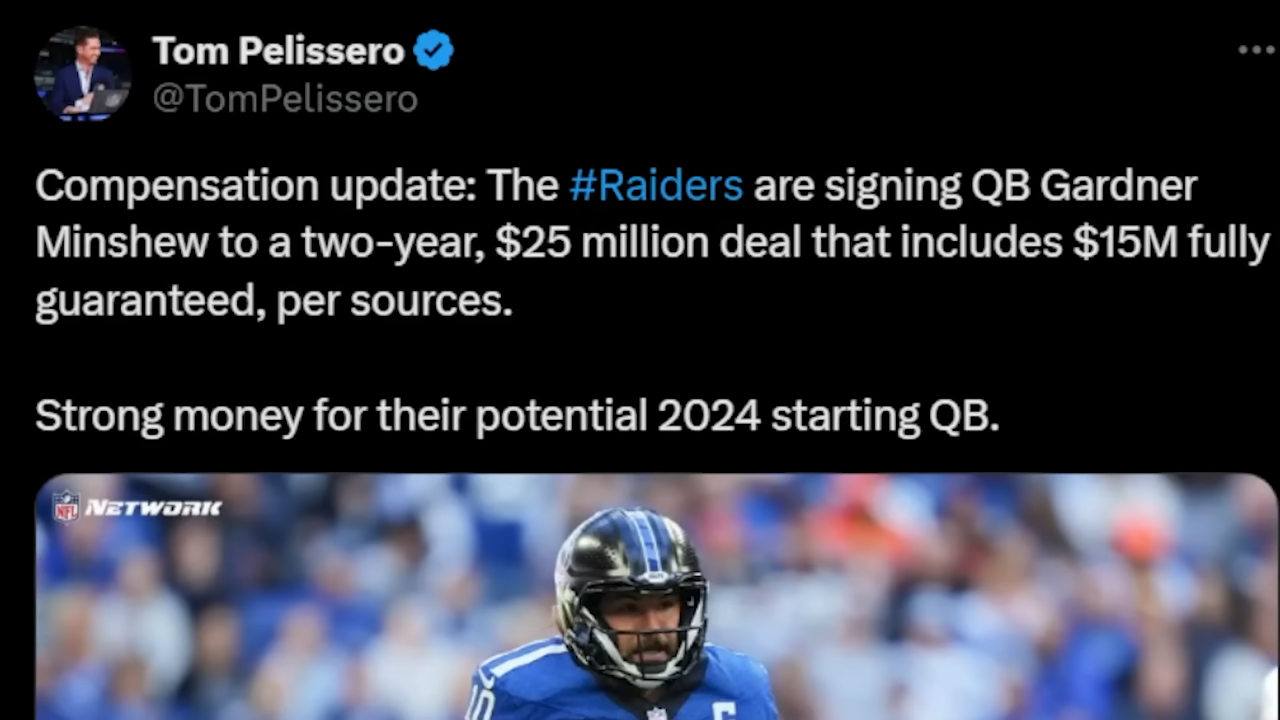 Tom Pelissero
@TomPelissero
Compensation update: The #Raiders are signing QB Gardner
Minshew to a two-year, $25 million deal that includes $15M fully
guaranteed, per sources.
Strong money for their potential 2024 starting QB.
NFL NETWORK